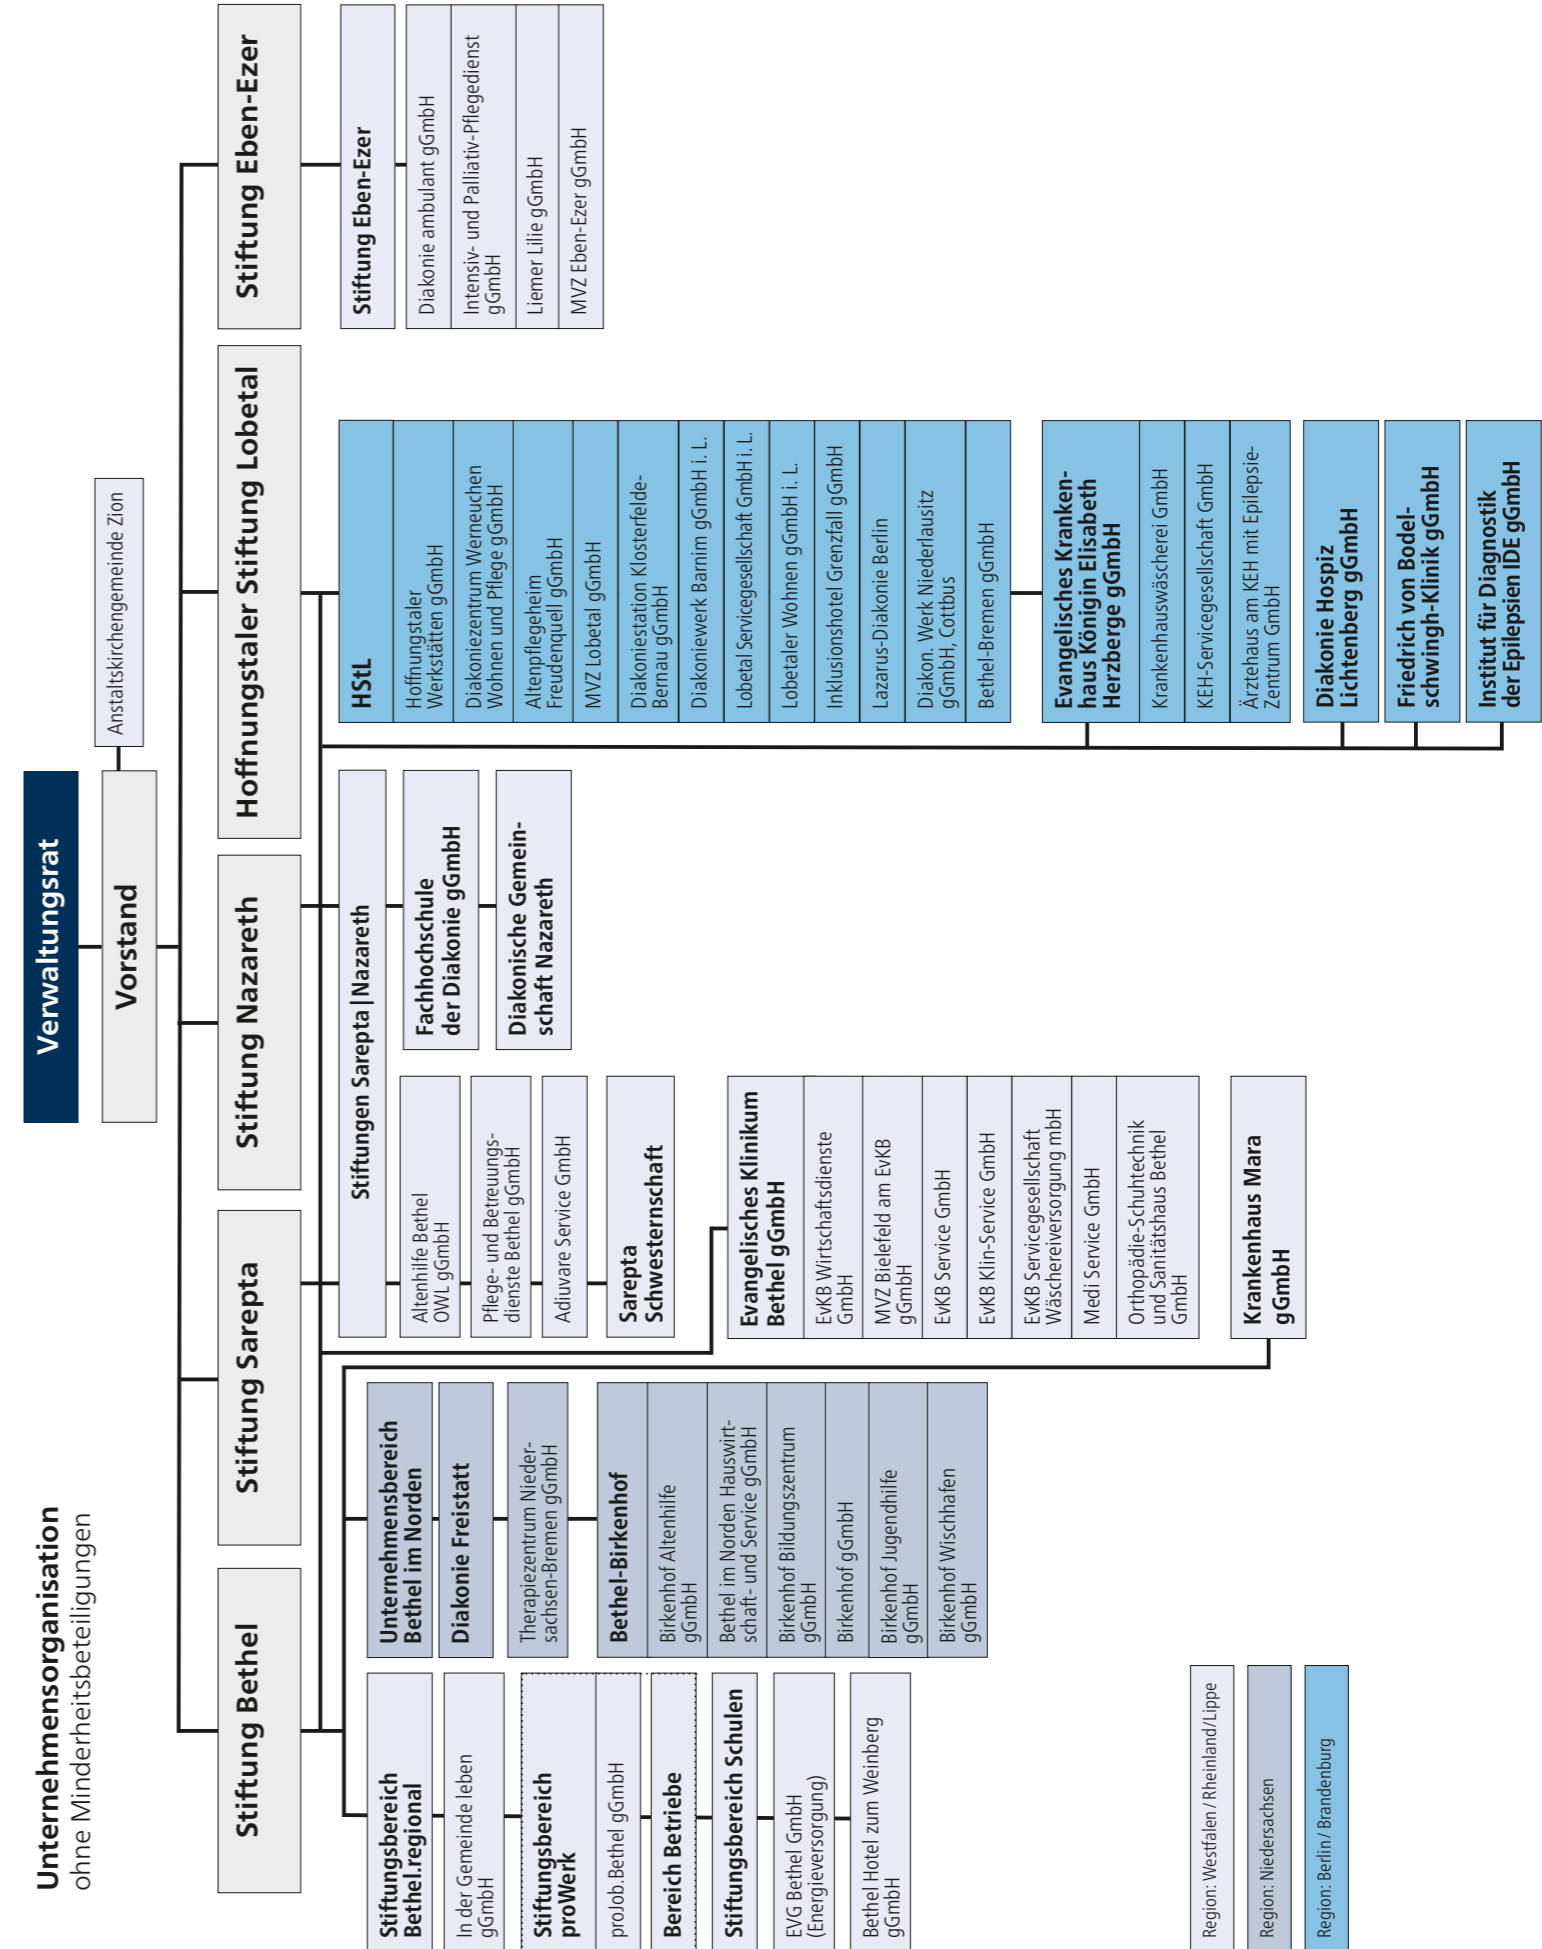 Unternehmensorganisation
ohne Minderheitsbeteiligungen
Verwaltungsrat
Vorstand
Anstaltskirchengemeinde Zion
Stiftung Bethel
Stiftung Sarepta
Stiftung Nazareth
Hoffnungstaler Stiftung Lobetal
Stiftung Eben-Ezer
Stiftungsbereich
Bethel.regional
In der Gemeinde leben
gGmbH
Stiftungsbereich
proWerk
proJob.Bethel gGmbH
Bereich Betriebe
Stiftungsbereich Schulen
EVG Bethel GmbH
(Energieversorgung)
Bethel Hotel zum Weinberg
gGmbH
Unternehmensbereich
Bethel im Norden
Diakonie Freistatt
Therapiezentrum Nieder-
sachsen-Bremen gGmbH
Bethel-Birkenhof
Birkenhof Altenhilfe
gGmbH
Bethel im Norden Hauswirt-
schaft- und Service gGmbH
Birkenhof Bildungszentrum
gGmbH
Birkenhof gGmbH
Birkenhof Jugendhilfe
gGmbH
Birkenhof Wischhafen
gGmbH
Stiftungen Sarepta|Nazareth
Altenhilfe Bethel
OWL gGmbH
Pflege- und Betreuungs-
dienste Bethel gGmbH
Adiuvare Service GmbH
Sarepta
Schwesternschaft
Fachhochschule
der Diakonie gGmbH
Diakonische Gemein-
schaft Nazareth
Evangelisches Klinikum
Bethel gGmbH
EvKB Wirtschaftsdienste
GmbH
MVZ Bielefeld am EvKB
gGmbH
EvKB Service GmbH
EvKB Klin-Service GmbH
EvKB Servicegesellschaft
Wäschereiversorgung mbH
Medi Service GmbH
Orthopädie-Schuhtechnik
und Sanitätshaus Bethel
GmbH
Krankenhaus Mara
gGmbH
HStL
Hoffnungstaler
Werkstätten gGmbH
Diakoniezentrum Werneuchen
Wohnen und Pflege gGmbH
Altenpflegeheim
Freudenquell gGmbH
MVZ Lobetal gGmbH
Diakoniestation Klosterfelde-
Bernau gGmbH
Diakoniewerk Barnim gGmbH i. L.
Lobetal Servicegesellschaft GmbH i. L.
Lobetaler Wohnen gGmbH i. L.
Inklusionshotel Grenzfall gGmbH
Lazarus-Diakonie Berlin
Diakon. Werk Niederlausitz
gGmbH, Cottbus
Bethel-Bremen gGmbH
Evangelisches Kranken-
haus Königin Elisabeth
Herzberge gGmbH
Krankenhauswäscherei GmbH
KEH-Servicegesellschaft GmbH
Ärztehaus am KEH mit Epilepsie-
Zentrum GmbH
Diakonie Hospiz
Lichtenberg gGmbH
Friedrich von Bodel-
schwingh-Klinik gGmbH
Institut für Diagnostik
der Epilepsien IDE gGmbH
Stiftung Eben-Ezer
Diakonie ambulant gGmbH
Intensiv- und Palliativ-Pflegedienst
gGmbH
Liemer Lilie gGmbH
MVZ Eben-Ezer gGmbH
Region: Westfalen / Rheinland/Lippe
Region: Niedersachsen
Region: Berlin / Brandenburg